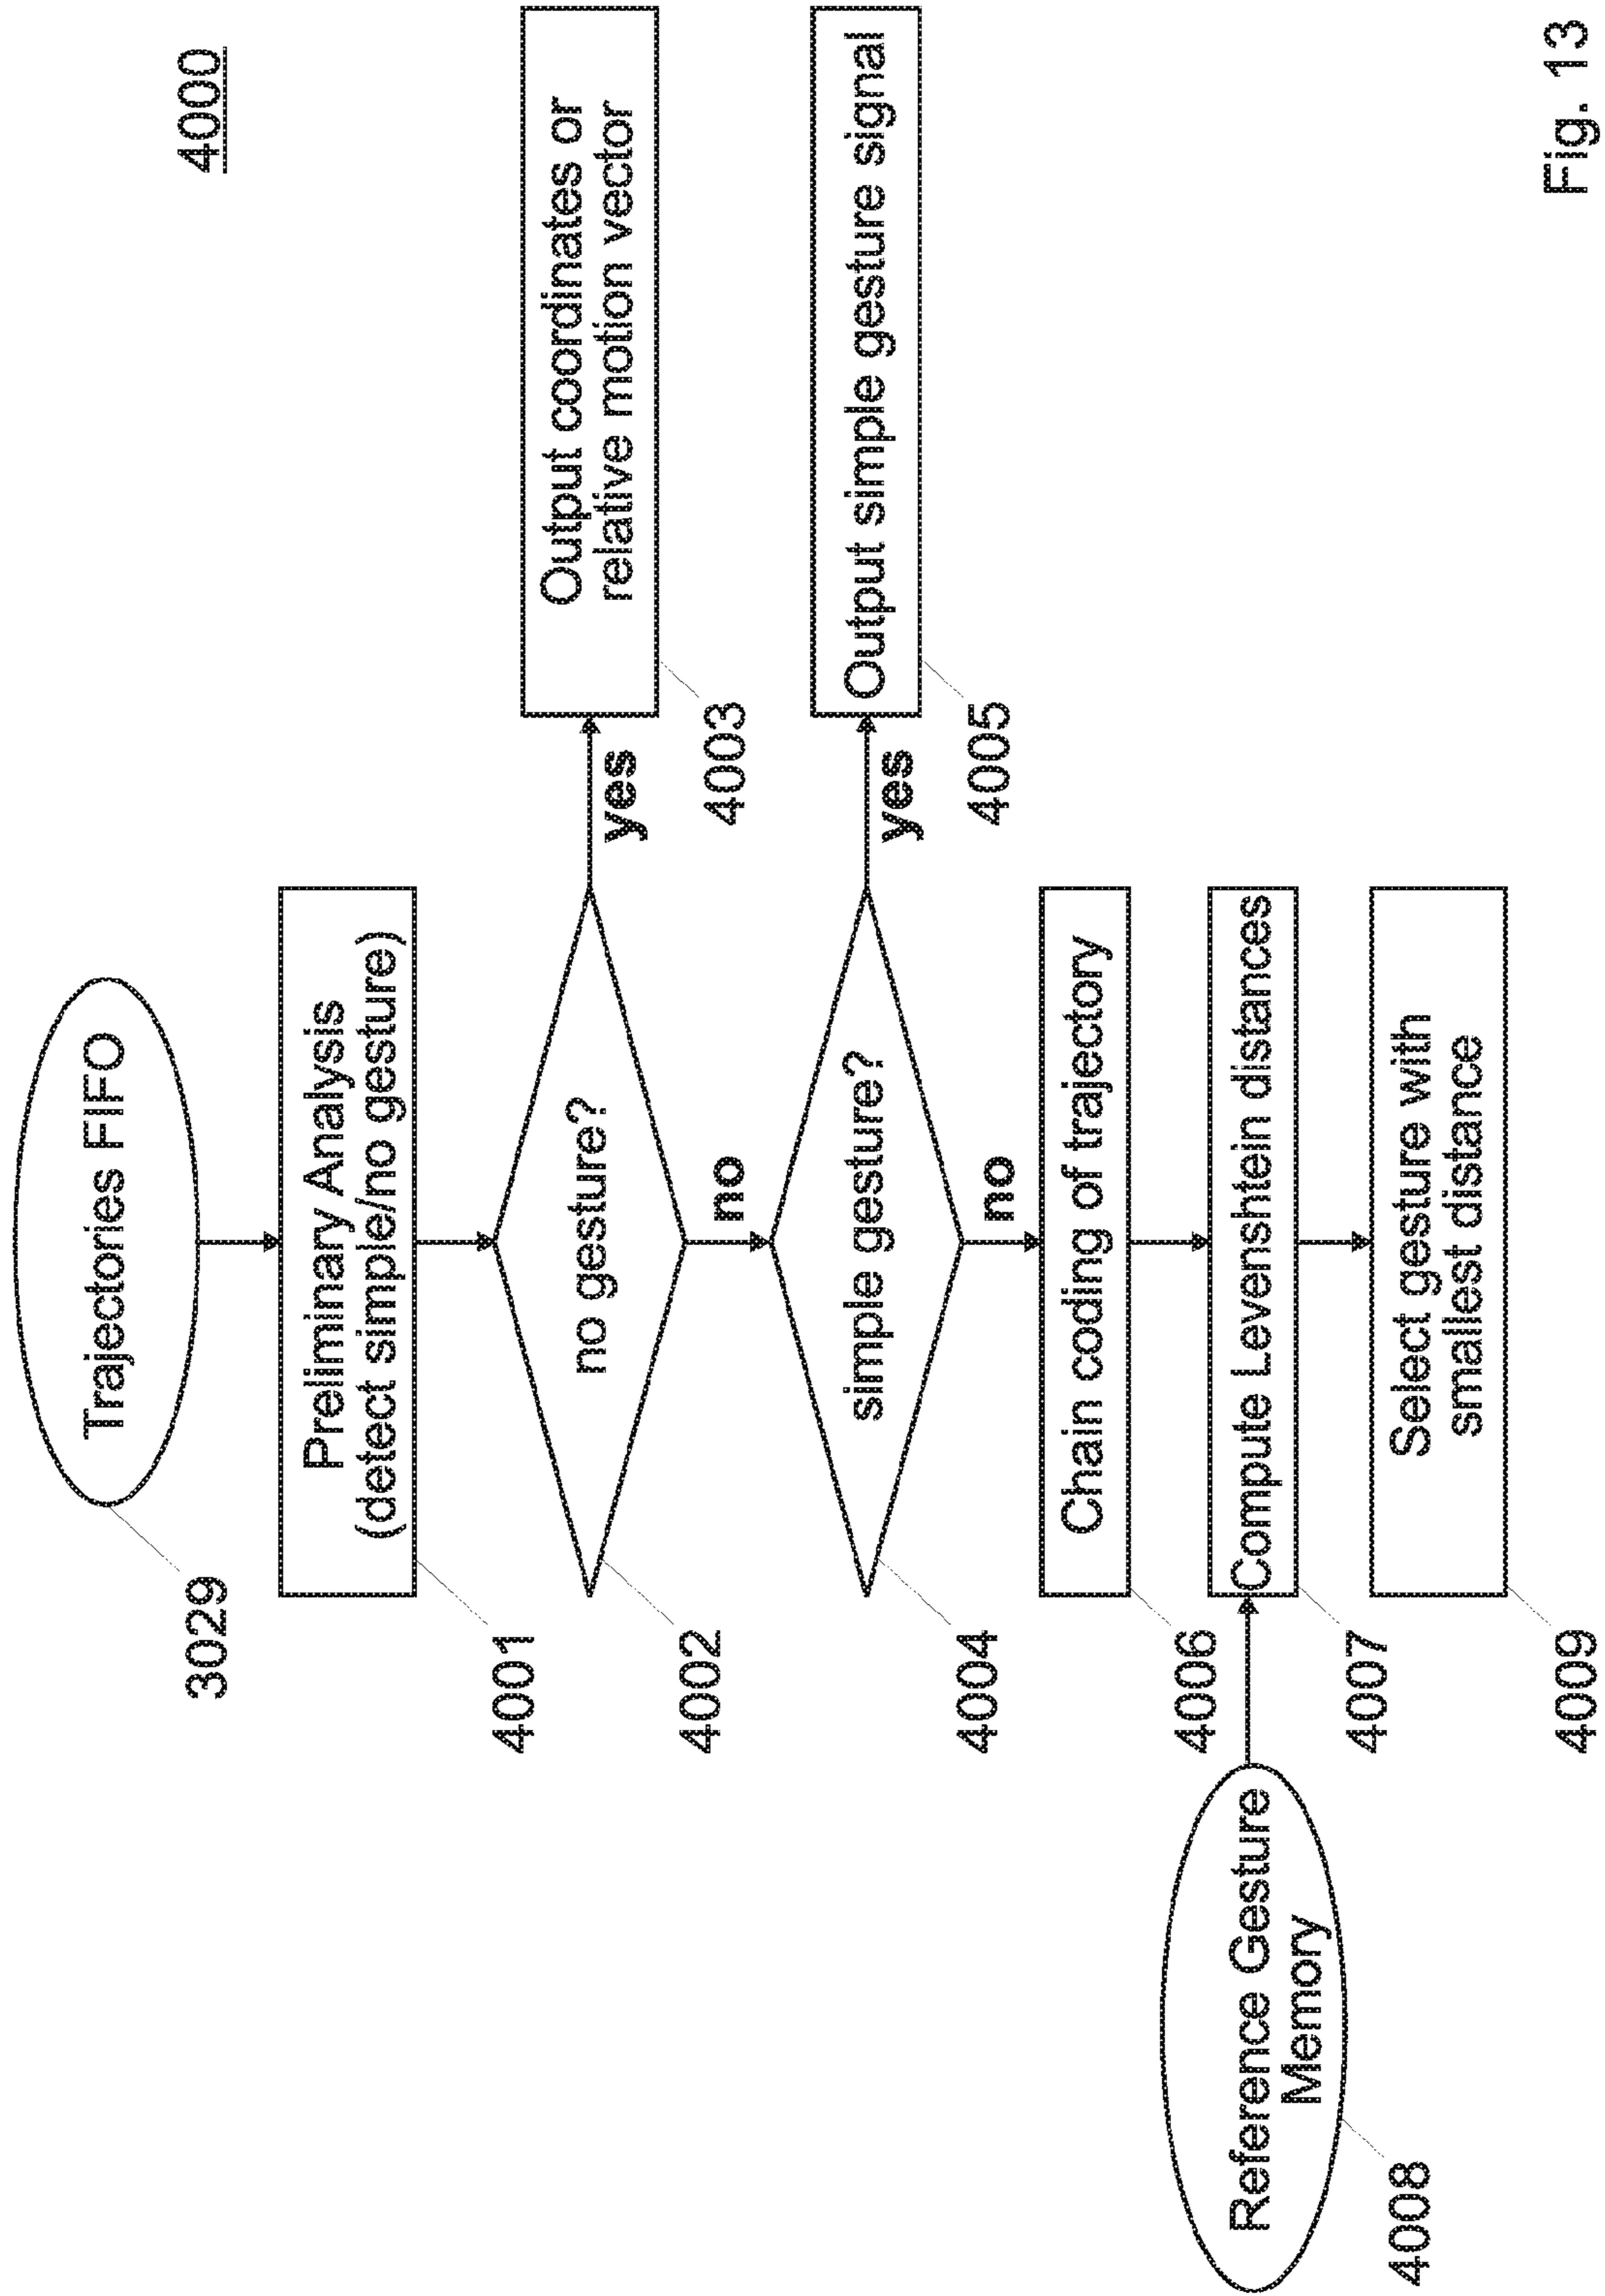 4000
Trajectories FIFO
3029
Preliminary Analysis
(detect simple/no gesture)
4001
no gesture?
4002
yes
Output coordinates or
relative motion vector
4003
no
simple gesture?
4004
yes
Output simple gesture signal
4005
no
Chain coding of trajectory
4006
Reference Gesture
Memory
4008
Compute Levenshtein distances
4007
Select gesture with
smallest distance
4009
Fig. 13